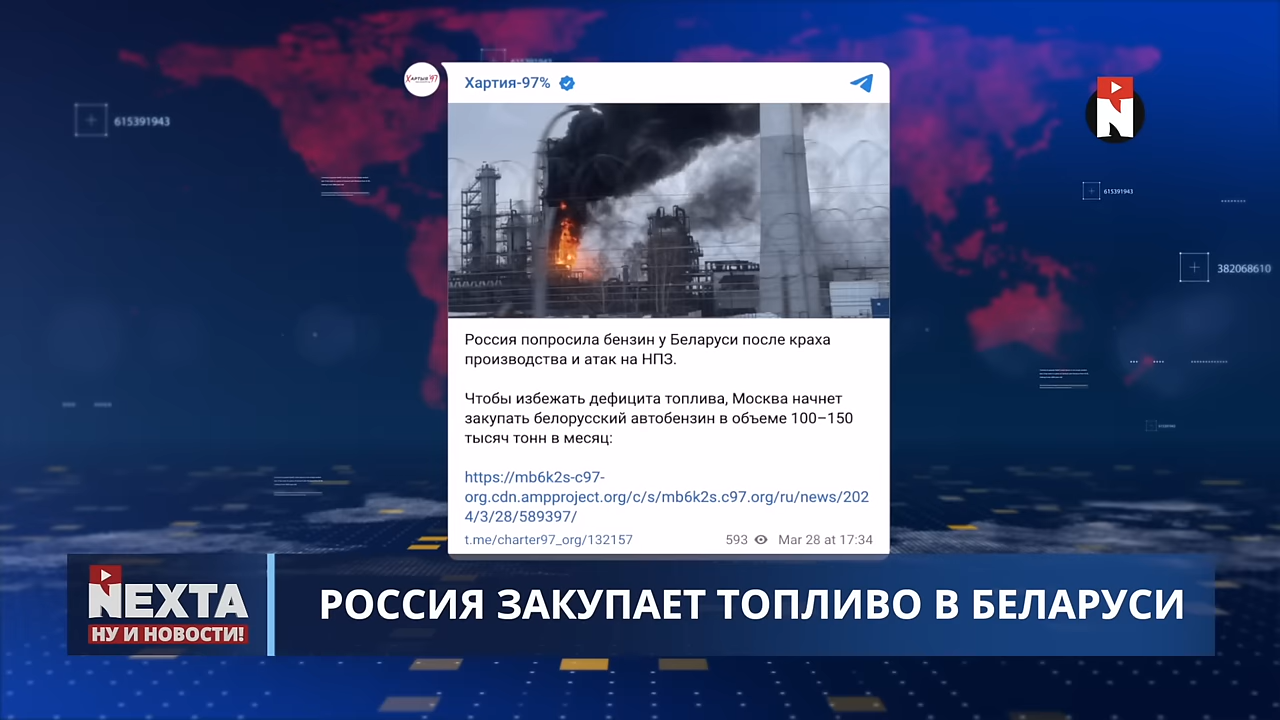 Хартия-97%
ХАРТЫЯ'97
615391943
615391943
382068610
N
Россия попросила бензин у Беларуси после краха
производства и атак на НПЗ.
Чтобы избежать дефицита топлива, Москва начнет
закупать белорусский автобензин в объеме 100–150
тысяч тонн в месяц:
https://mb6k2s-c97-
org.cdn.ampproject.org/c/s/mb6k2s.c97.org/ru/news/202
4/3/28/589397/
t.me/charter97_org/132157
593
Mar 28 at 17:34
NEXTA
НУ И НОВОСТИ!
РОССИЯ ЗАКУПАЕТ ТОПЛИВО В БЕЛАРУСИ